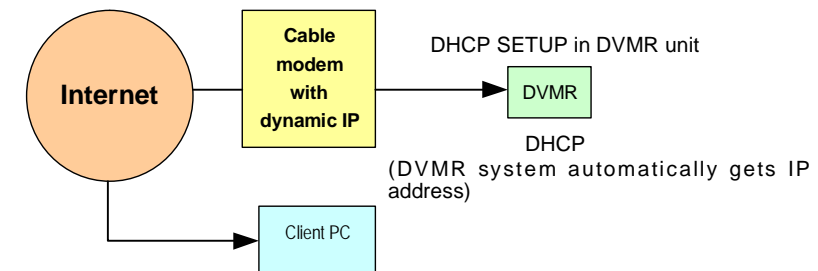 Internet
Cable
modem
with
dynamic IP
DHCP SETUP in DVMR unit
DVMR
DHCP
(DVMR system automatically gets IP
address)
Client PC